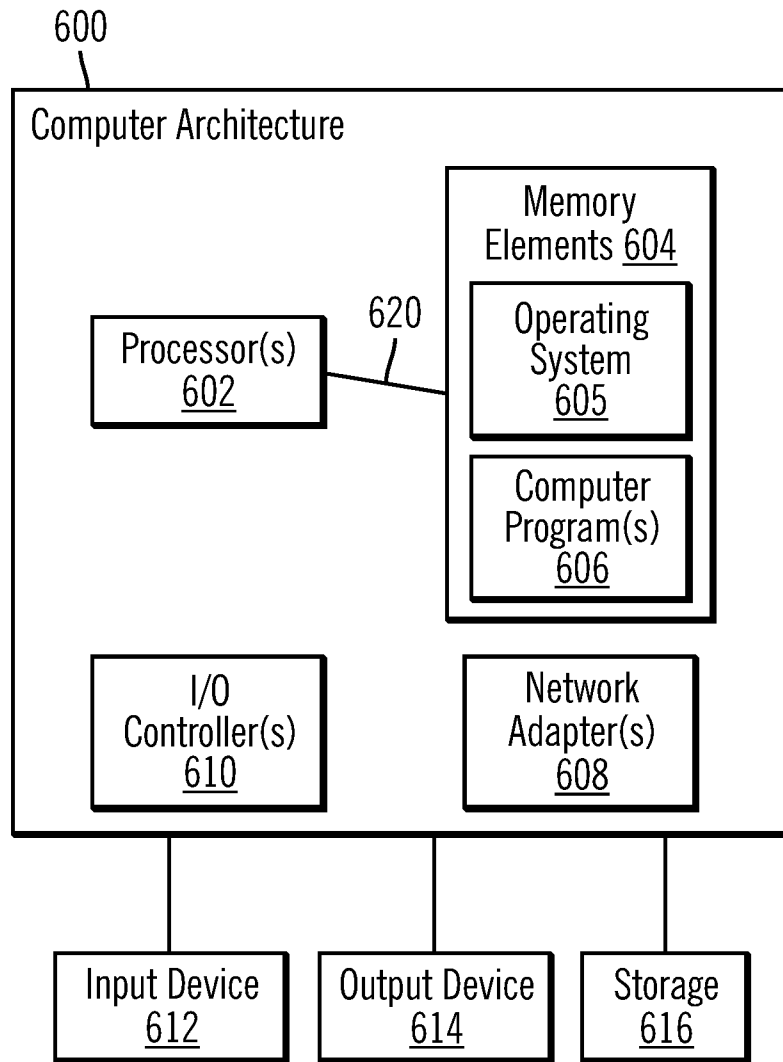 600
Computer Architecture
Memory
Elements 604
Operating
System
605
620
Processor(s)
602
Computer
Program(s)
606
I/O
Controller(s)
610
Network
Adapter(s)
608
Input Device
612
Output Device
614
Storage
616